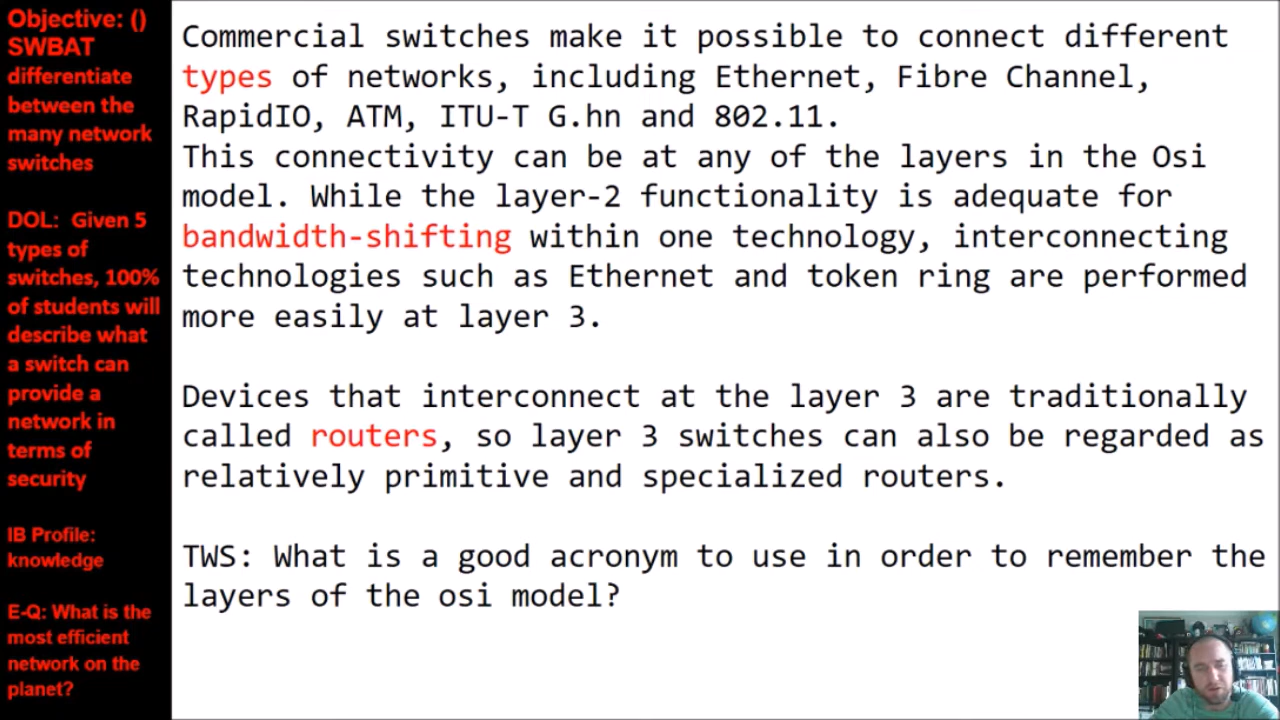 Objective: ()
SWBAT
differentiate
between the
many network
switches
DOL: Given 5
types of
switches, 100%
of students will
describe what
a switch can
provide a
network in
terms of
security
IB Profile:
knowledge
E-Q: What is the
most efficient
network on the
planet?
Commercial switches make it possible to connect different
types of networks, including Ethernet, Fibre Channel,
RapidIO, ATM, ITU-T G.hn and 802.11.
This connectivity can be at any of the layers in the Osi
model. While the layer-2 functionality is adequate for
bandwidth-shifting within one technology, interconnecting
technologies such as Ethernet and token ring are performed
more easily at layer 3.
Devices that interconnect at the layer 3 are traditionally
called routers, so layer 3 switches can also be regarded as
relatively primitive and specialized routers.
TWS: What is a good acronym to use in order to remember the
layers of the osi model?